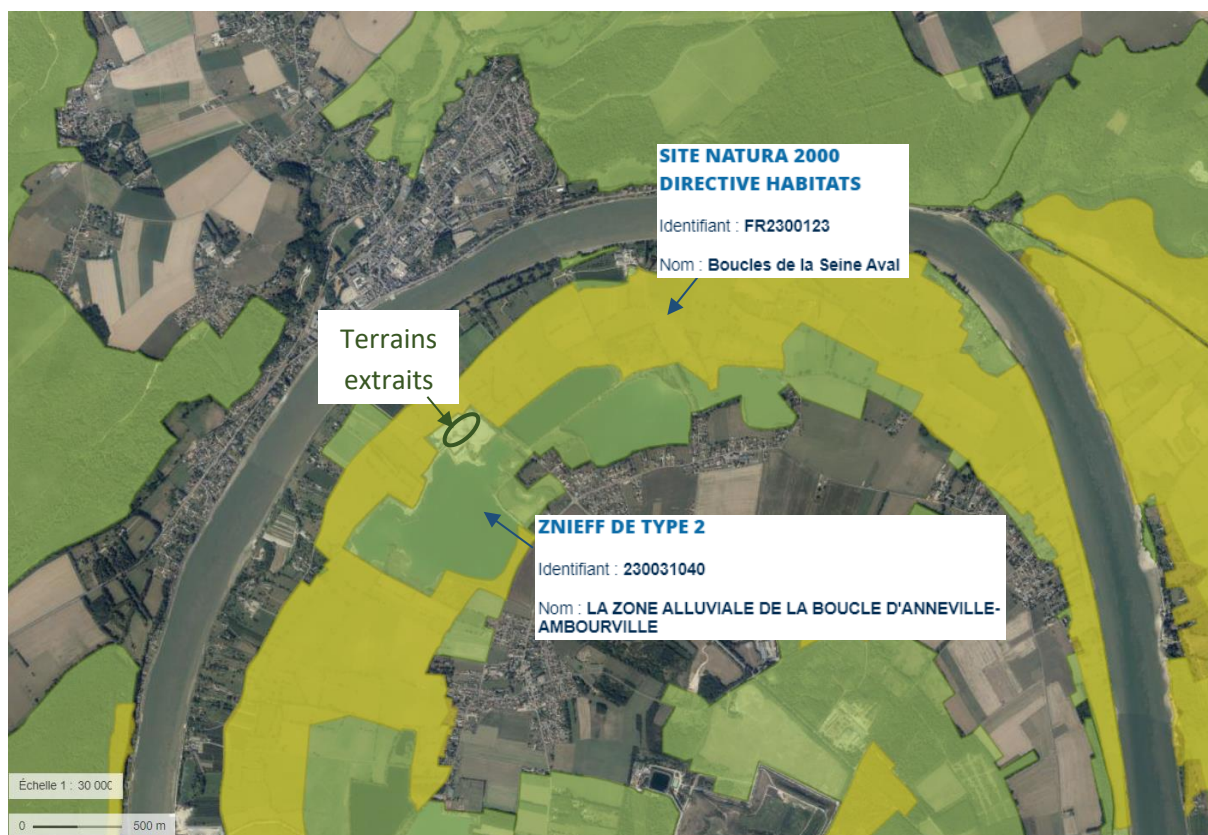 SITE NATURA 2000
DIRECTIVE HABITATS
Identifiant : FR2300123
Nom : Boucles de la Seine Aval
Terrains
extraits
ZNIEFF DE TYPE 2
Identifiant : 230031040
Nom : LA ZONE ALLUVIALE DE LA BOUCLE D'ANNEVILLE-
AMBOURVILLE
Échelle 1 : 30 000
0 500 m